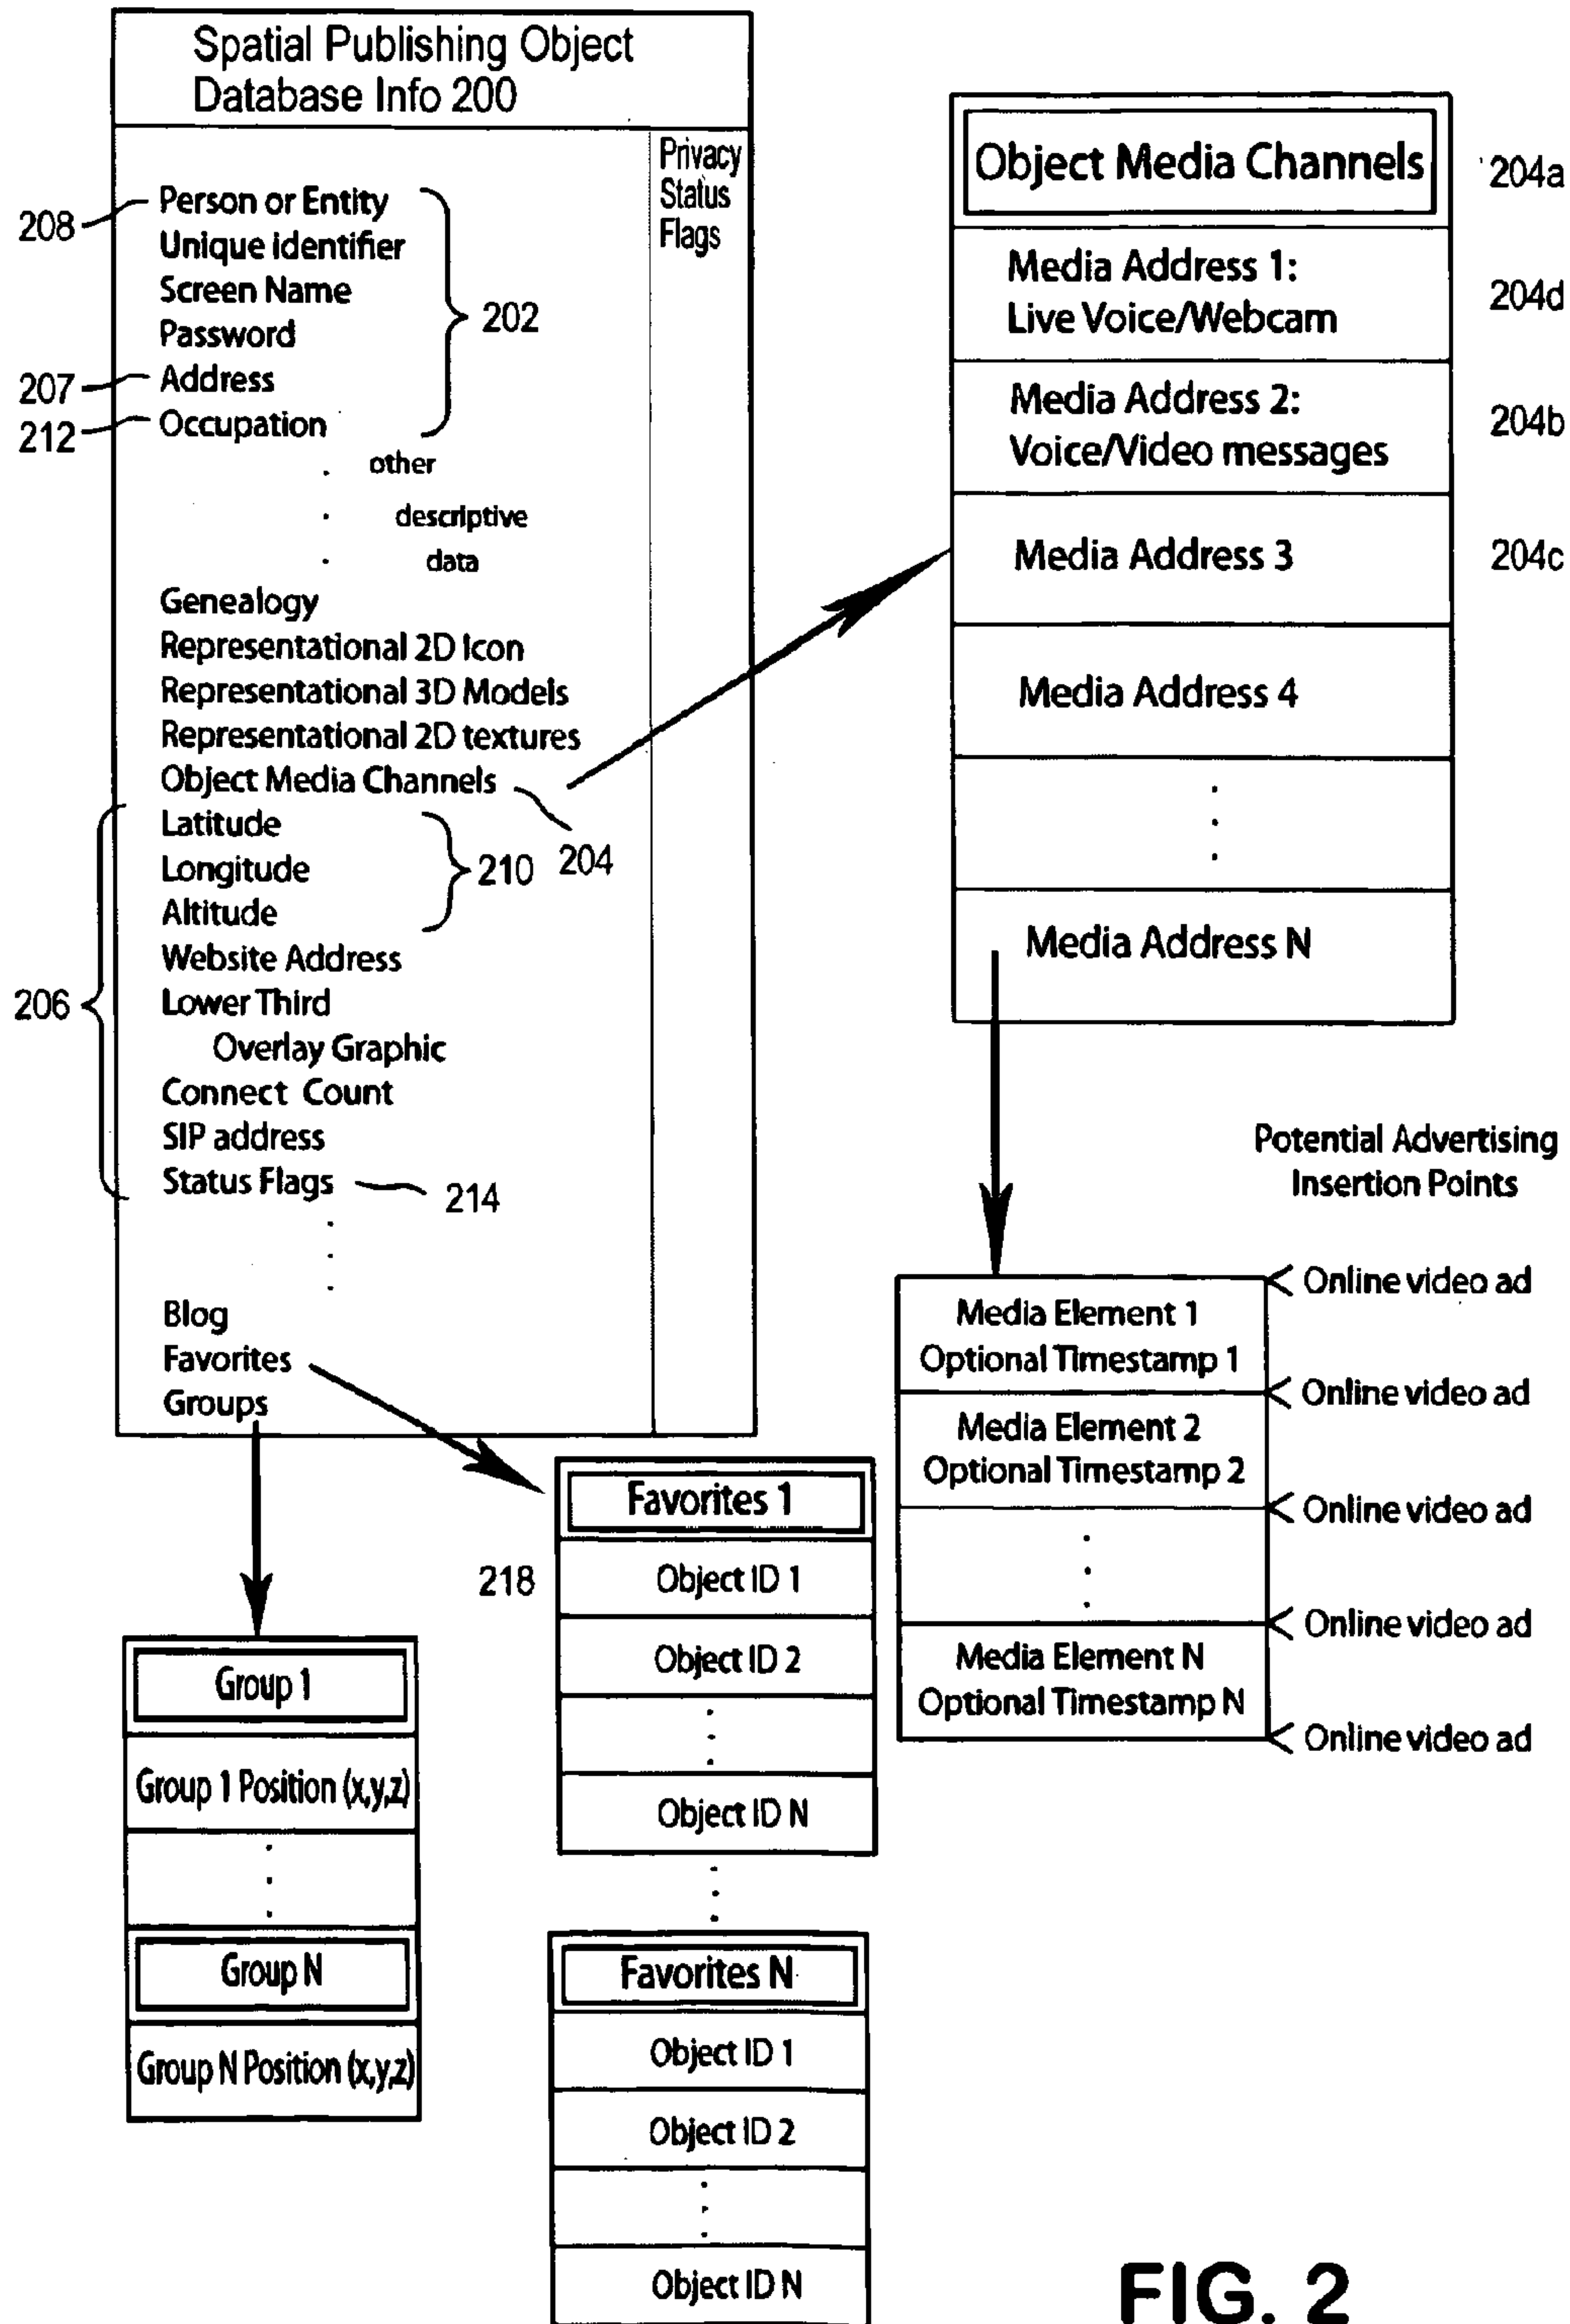 Spatial Publishing Object
Database Info 200
Privacy
Status
Flags
208
Person or Entity
Unique identifier
Screen Name
Password
202
207
Address
212
Occupation
other
descriptive
data
Genealogy
Representational 2D Icon
Representational 3D Models
Representational 2D textures
Object Media Channels
204
206
Latitude
Longitude
Altitude
210
Website Address
Lower Third
Overlay Graphic
Connect Count
SIP address
Status Flags
214
Blog
Favorites
Groups
Object Media Channels
204a
Media Address 1:
Live Voice/Webcam
204d
Media Address 2:
Voice/Video messages
204b
Media Address 3
204c
Media Address 4
Media Address N
Potential Advertising
Insertion Points
Media Element 1
Optional Timestamp 1
Media Element 2
Optional Timestamp 2
Media Element N
Optional Timestamp N
Online video ad
Online video ad
Online video ad
Online video ad
Online video ad
Group 1
Group 1 Position (x,y,z)
Group N
Group N Position (x,y,z)
218
Favorites 1
Object ID 1
Object ID 2
Object ID N
Favorites N
Object ID 1
Object ID 2
Object ID N
FIG. 2